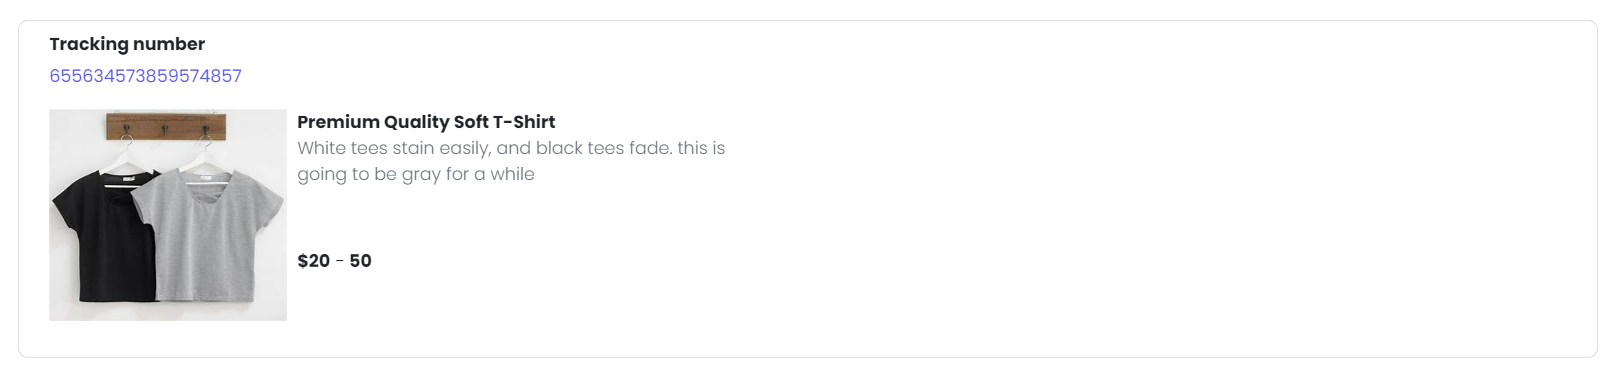 Tracking number
655634573859574857
Premium Quality Soft T-Shirt
White tees stain easily, and black tees fade. this is
going to be gray for a while
$20 - 50